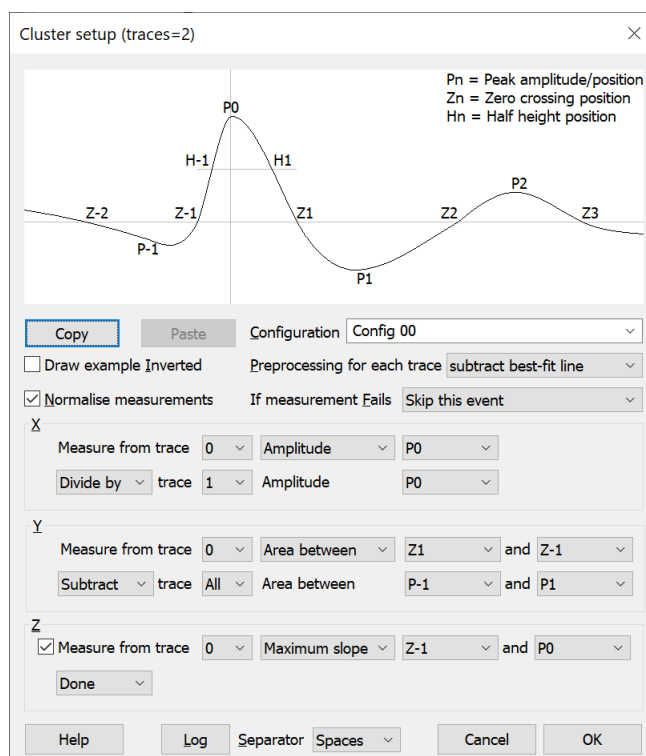 Cluster setup (traces=2)
Pn = Peak amplitude/position
Zn = Zero crossing position
Hn = Half height position
P0
H-1 H1
P2
Z-2 Z-1 Z1 Z2 Z3
P-1
P1
Copy Paste Configuration Config 00
Draw example Inverted Preprocessing for each trace subtract best-fit line
Normalise measurements If measurement Fails Skip this event
X
Measure from trace 0 Amplitude P0
Divide by trace 1 Amplitude P0
Y
Measure from trace 0 Area between Z1 and Z-1
Subtract trace All Area between P-1 and P1
Z
Measure from trace 0 Maximum slope Z-1 and P0
Done
Help Log Separator Spaces Cancel OK